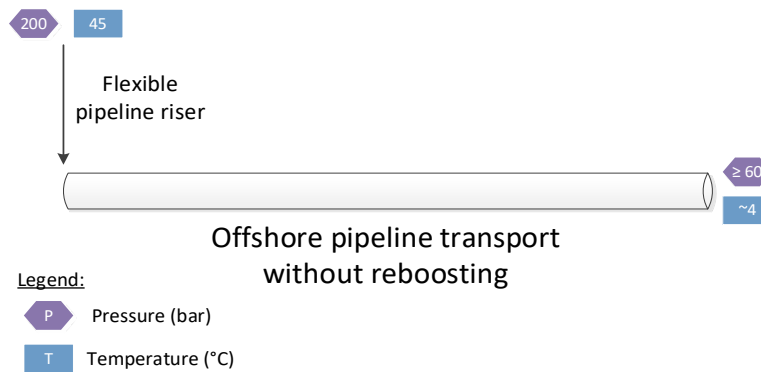 200 45
Flexible
pipeline riser
≥ 60
~4
Offshore pipeline transport
without reboosting
Legend:
P Pressure (bar)
T Temperature (°C)